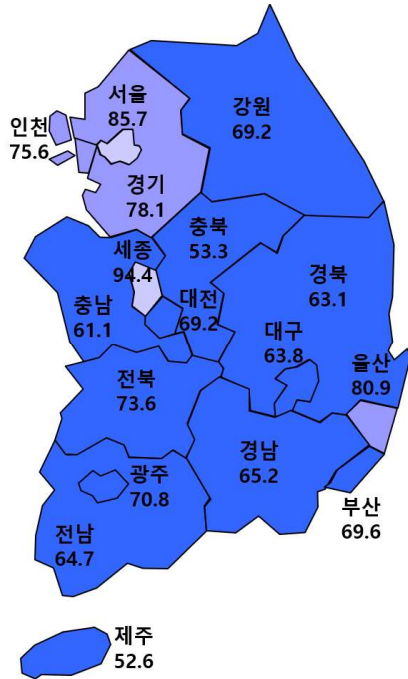 서울
85.7
강원
69.2
인천
75.6
경기
78.1
충북
53.3
세종
94.4
경북
63.1
대전
69.2
충남
61.1
대구
63.8
울산
80.9
전북
73.6
경남
65.2
광주
70.8
부산
69.6
전남
64.7
제주
52.6